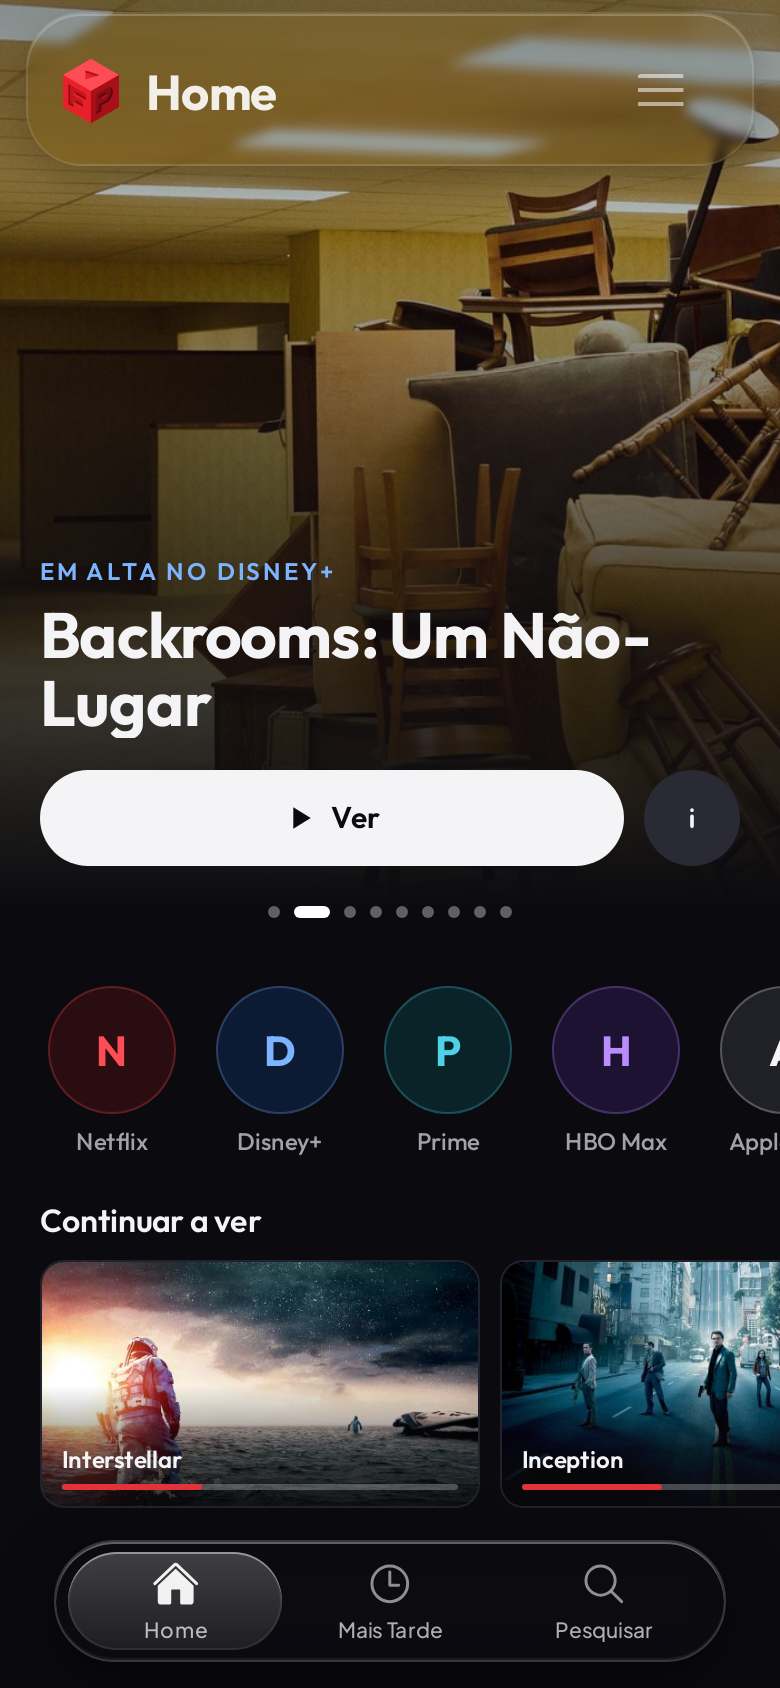 Home
EM ALTA NO DISNEY+
Backrooms: Um Não-
Lugar
Ver
i
N
D
P
H
Netflix
Disney+
Prime
HBO Max
Appl
Continuar a ver
Interstellar
Inception
Home
Mais Tarde
Pesquisar